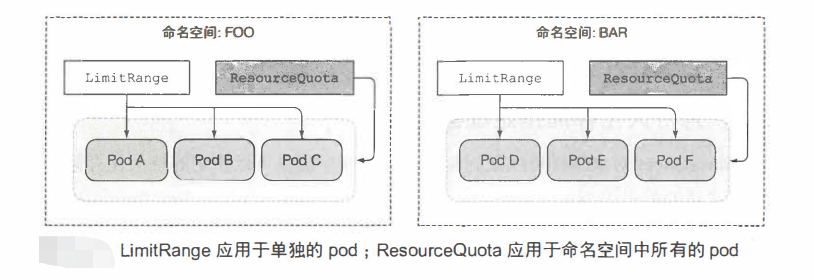 命名空间: FOO
命名空间: BAR
LimitRange
ResourceQuota
LimitRange
ResourceQuota
Pod A
Pod B
Pod C
Pod D
Pod E
Pod F
LimitRange 应用于单独的 pod ；ResourceQuota 应用于命名空间中所有的 pod